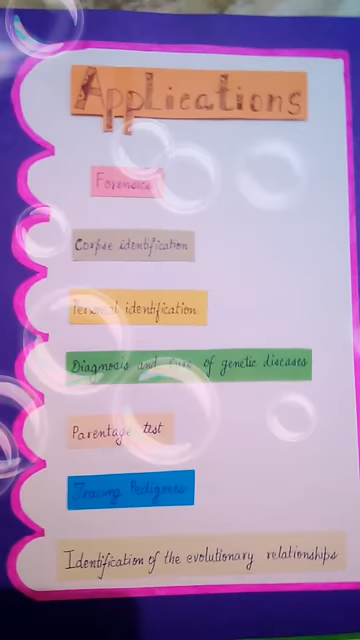 Applications
Forensics
Corpse identification
Personal identification
Diagnosis and cure of genetic diseases
Parentage test
Tracing Pedigrees
Identification of the evolutionary relationships